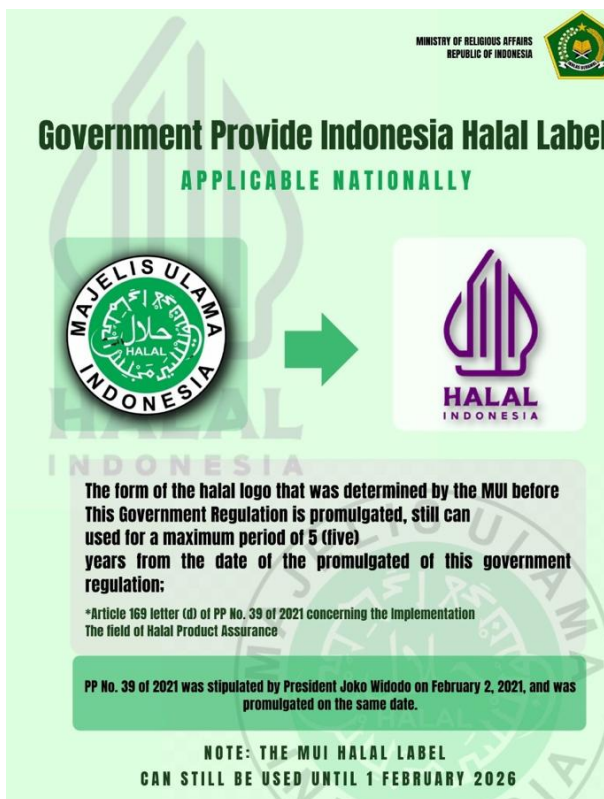 MINISTRY OF RELIGIOUS AFFAIRS
REPUBLIC OF INDONESIA
Government Provide Indonesia Halal Label
APPLICABLE NATIONALLY
MAJELIS ULAMA
حلال
HALAL
INDONESIA
HALAL
INDONESIA
HALAL
INDONESIA
The form of the halal logo that was determined by the MUI before
This Government Regulation is promulgated, still can
used for a maximum period of 5 (five)
years from the date of the promulgated of this government
regulation;
*Article 169 letter (d) of PP No. 39 of 2021 concerning the Implementation
The field of Halal Product Assurance
PP No. 39 of 2021 was stipulated by President Joko Widodo on February 2, 2021, and was
promulgated on the same date.
NOTE: THE MUI HALAL LABEL
CAN STILL BE USED UNTIL 1 FEBRUARY 2026
MAJELIS ULAMA
HALAL